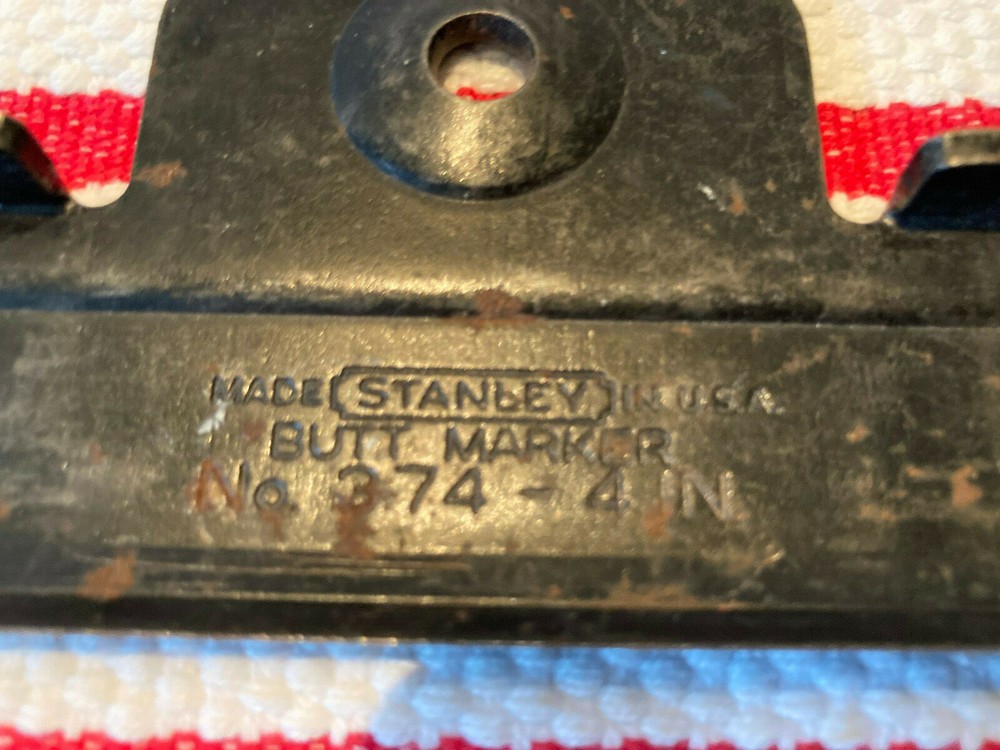 MADE STANLEY IN U.S.A.
BUTT MARKER
No. 374 - 4 IN